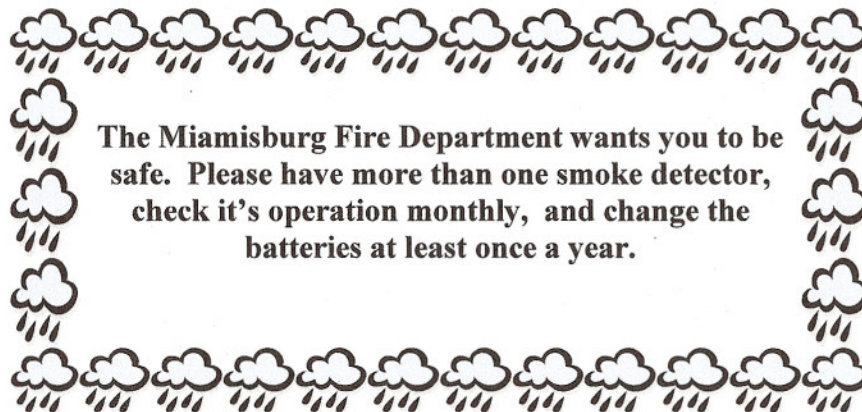 The Miamisburg Fire Department wants you to be
safe.  Please have more than one smoke detector,
check it's operation monthly,  and change the
batteries at least once a year.